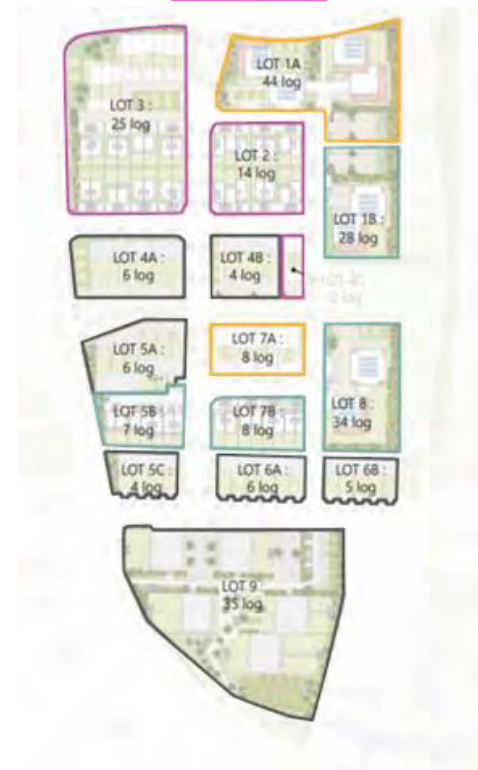 LOT 1A :
44 log
LOT 3 :
25 log
LOT 2 :
14 log
LOT 1B :
28 log
LOT 4A :
6 log
LOT 4B :
4 log
LOT 5A :
6 log
LOT 7A :
8 log
LOT 5B :
7 log
LOT 7B :
8 log
LOT 8 :
34 log
LOT 5C :
4 log
LOT 6A :
6 log
LOT 6B :
5 log
LOT 9 :
35 log